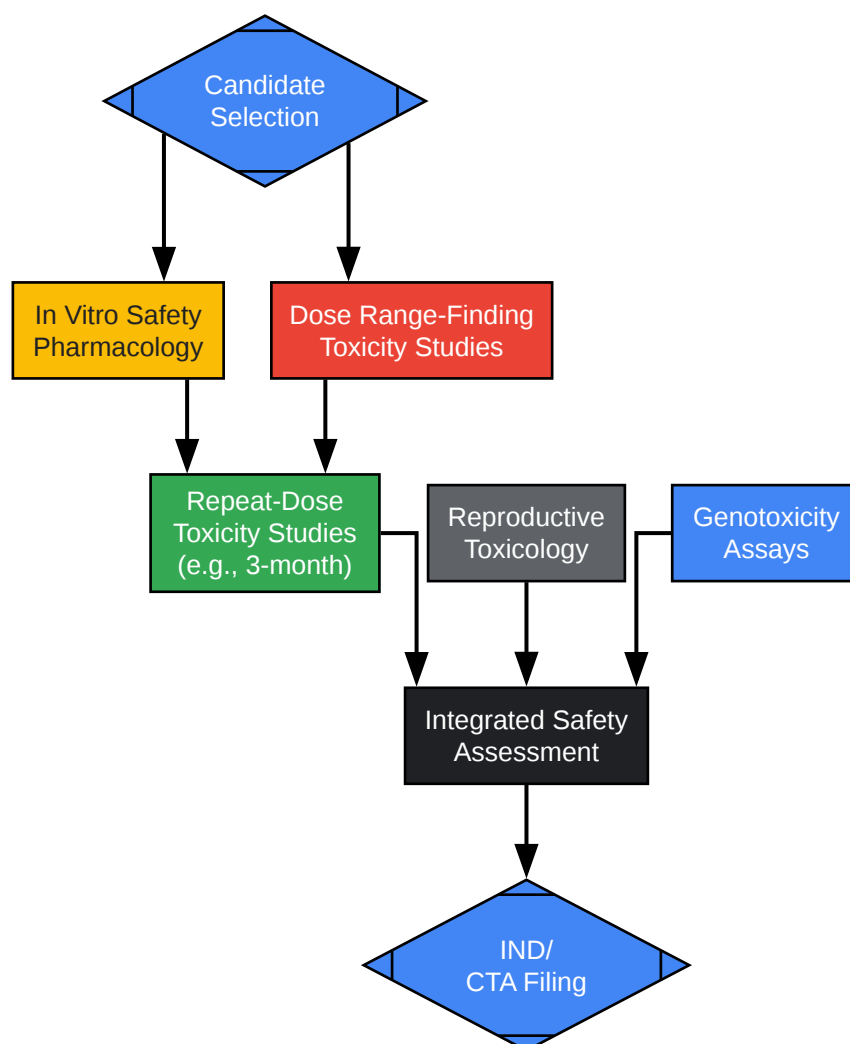 Candidate
Selection
In Vitro Safety
Pharmacology
Dose Range-Finding
Toxicity Studies
Repeat-Dose
Toxicity Studies
(e.g., 3-month)
Reproductive
Toxicology
Genotoxicity
Assays
Integrated Safety
Assessment
IND/
CTA Filing